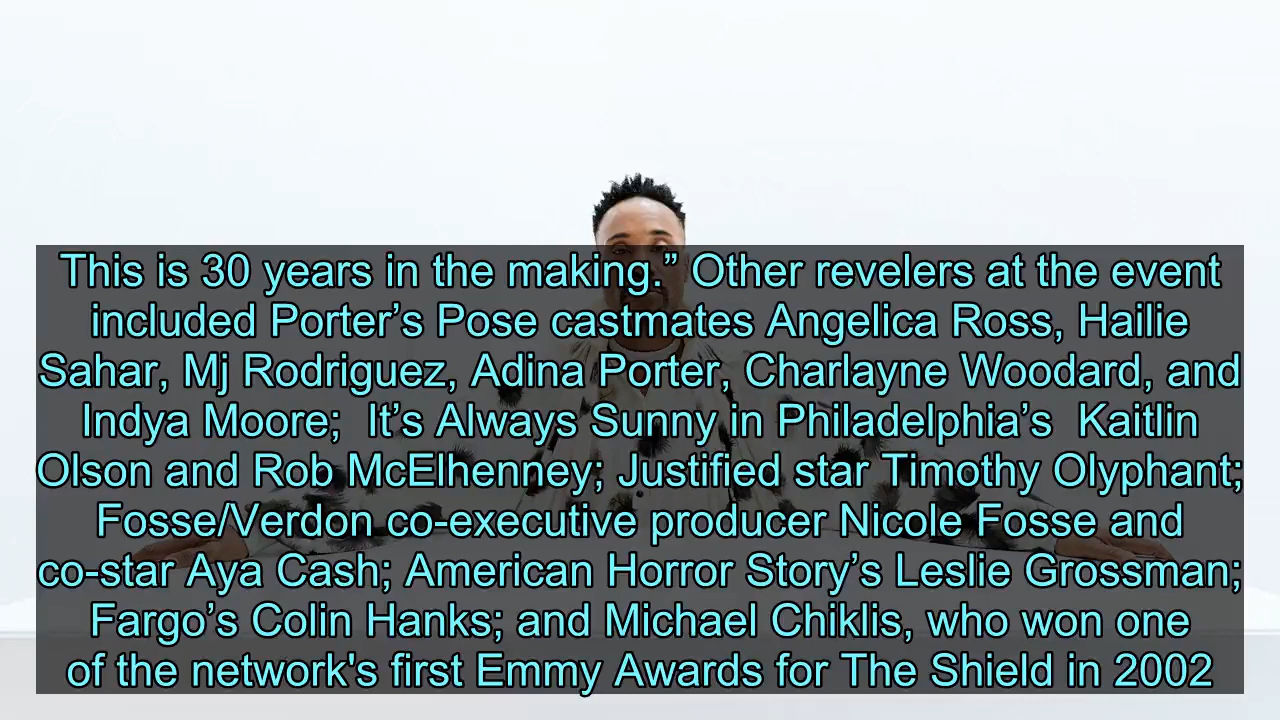 This is 30 years in the making.” Other revelers at the event
included Porter’s Pose castmates Angelica Ross, Hailie
Sahar, Mj Rodriguez, Adina Porter, Charlayne Woodard, and
Indya Moore;  It’s Always Sunny in Philadelphia’s  Kaitlin
Olson and Rob McElhenney; Justified star Timothy Olyphant;
Fosse/Verdon co-executive producer Nicole Fosse and
co-star Aya Cash; American Horror Story’s Leslie Grossman;
Fargo’s Colin Hanks; and Michael Chiklis, who won one
of the network's first Emmy Awards for The Shield in 2002